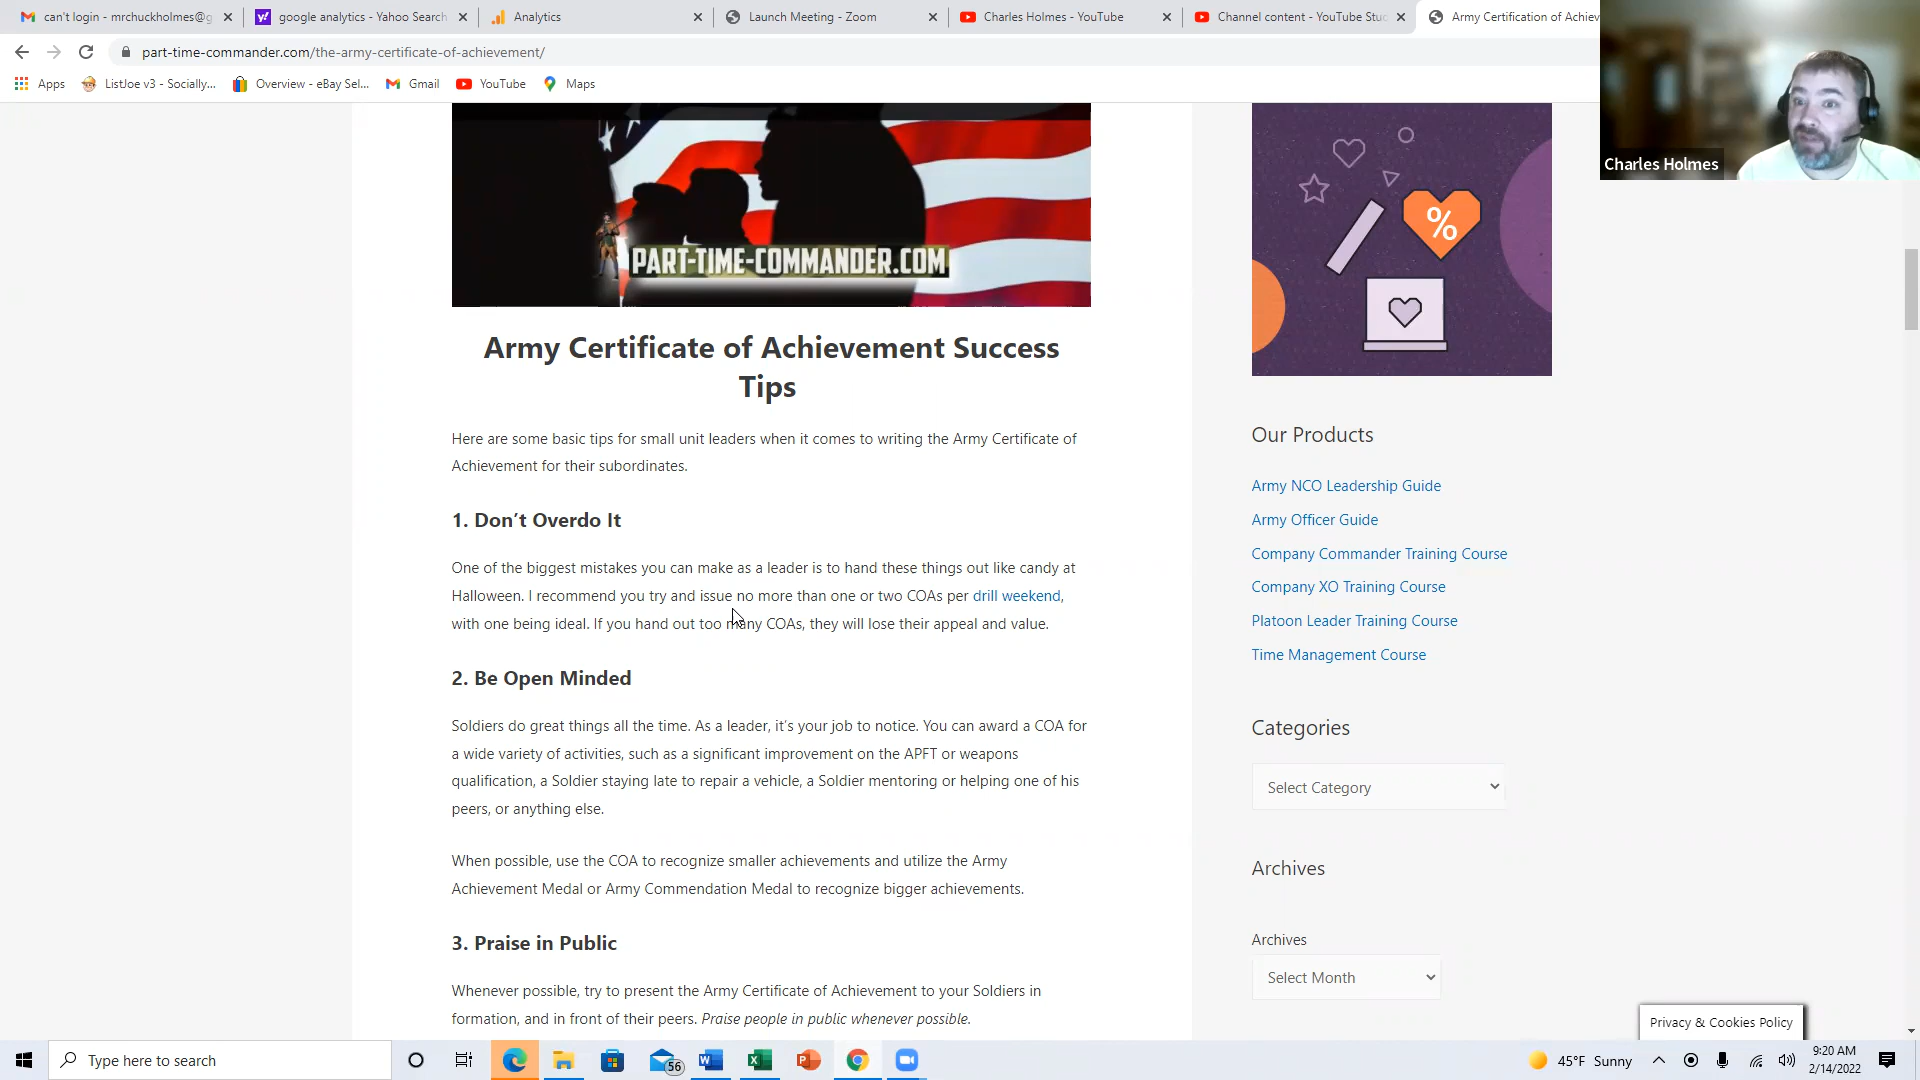 can't login - mrchuckholmes@g
google analytics - Yahoo Search
Analytics
Launch Meeting - Zoom
Charles Holmes - YouTube
Channel content - YouTube Stu
Army Certification of Achiev
part-time-commander.com/the-army-certificate-of-achievement/
Apps
ListJoe v3 - Socially...
Overview - eBay Sel...
Gmail
YouTube
Maps
Charles Holmes
PART-TIME-COMMANDER.COM
%
Army Certificate of Achievement Success
Tips
Here are some basic tips for small unit leaders when it comes to writing the Army Certificate of
Achievement for their subordinates.
1. Don’t Overdo It
One of the biggest mistakes you can make as a leader is to hand these things out like candy at
Halloween. I recommend you try and issue no more than one or two COAs per drill weekend,
with one being ideal. If you hand out too many COAs, they will lose their appeal and value.
2. Be Open Minded
Soldiers do great things all the time. As a leader, it’s your job to notice. You can award a COA for
a wide variety of activities, such as a significant improvement on the APFT or weapons
qualification, a Soldier staying late to repair a vehicle, a Soldier mentoring or helping one of his
peers, or anything else.
When possible, use the COA to recognize smaller achievements and utilize the Army
Achievement Medal or Army Commendation Medal to recognize bigger achievements.
3. Praise in Public
Whenever possible, try to present the Army Certificate of Achievement to your Soldiers in
formation, and in front of their peers. Praise people in public whenever possible.
Our Products
Army NCO Leadership Guide
Army Officer Guide
Company Commander Training Course
Company XO Training Course
Platoon Leader Training Course
Time Management Course
Categories
Select Category
Archives
Archives
Select Month
Privacy & Cookies Policy
Type here to search
56
45°F Sunny
9:20 AM
2/14/2022